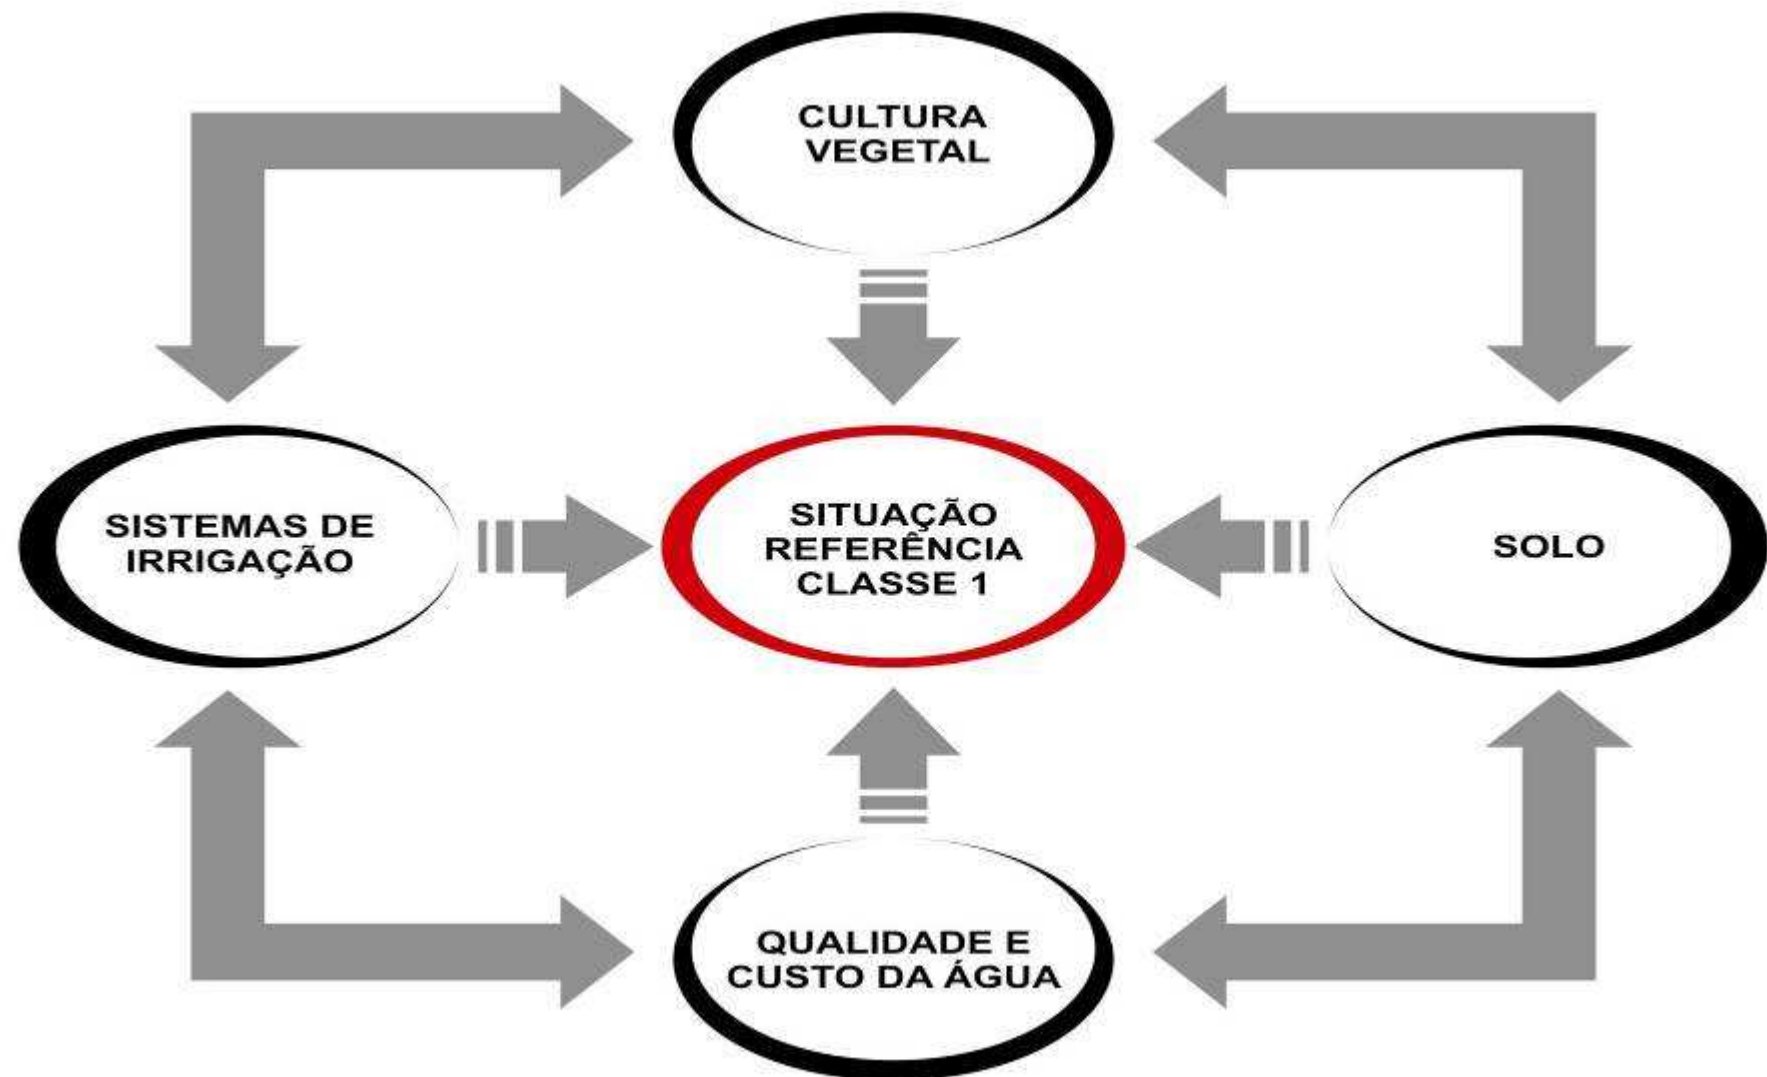 CULTURA
VEGETAL
SISTEMAS DE
IRRIGAÇÃO
SITUAÇÃO
REFERÊNCIA
CLASSE 1
SOLO
QUALIDADE E
CUSTO DA ÁGUA